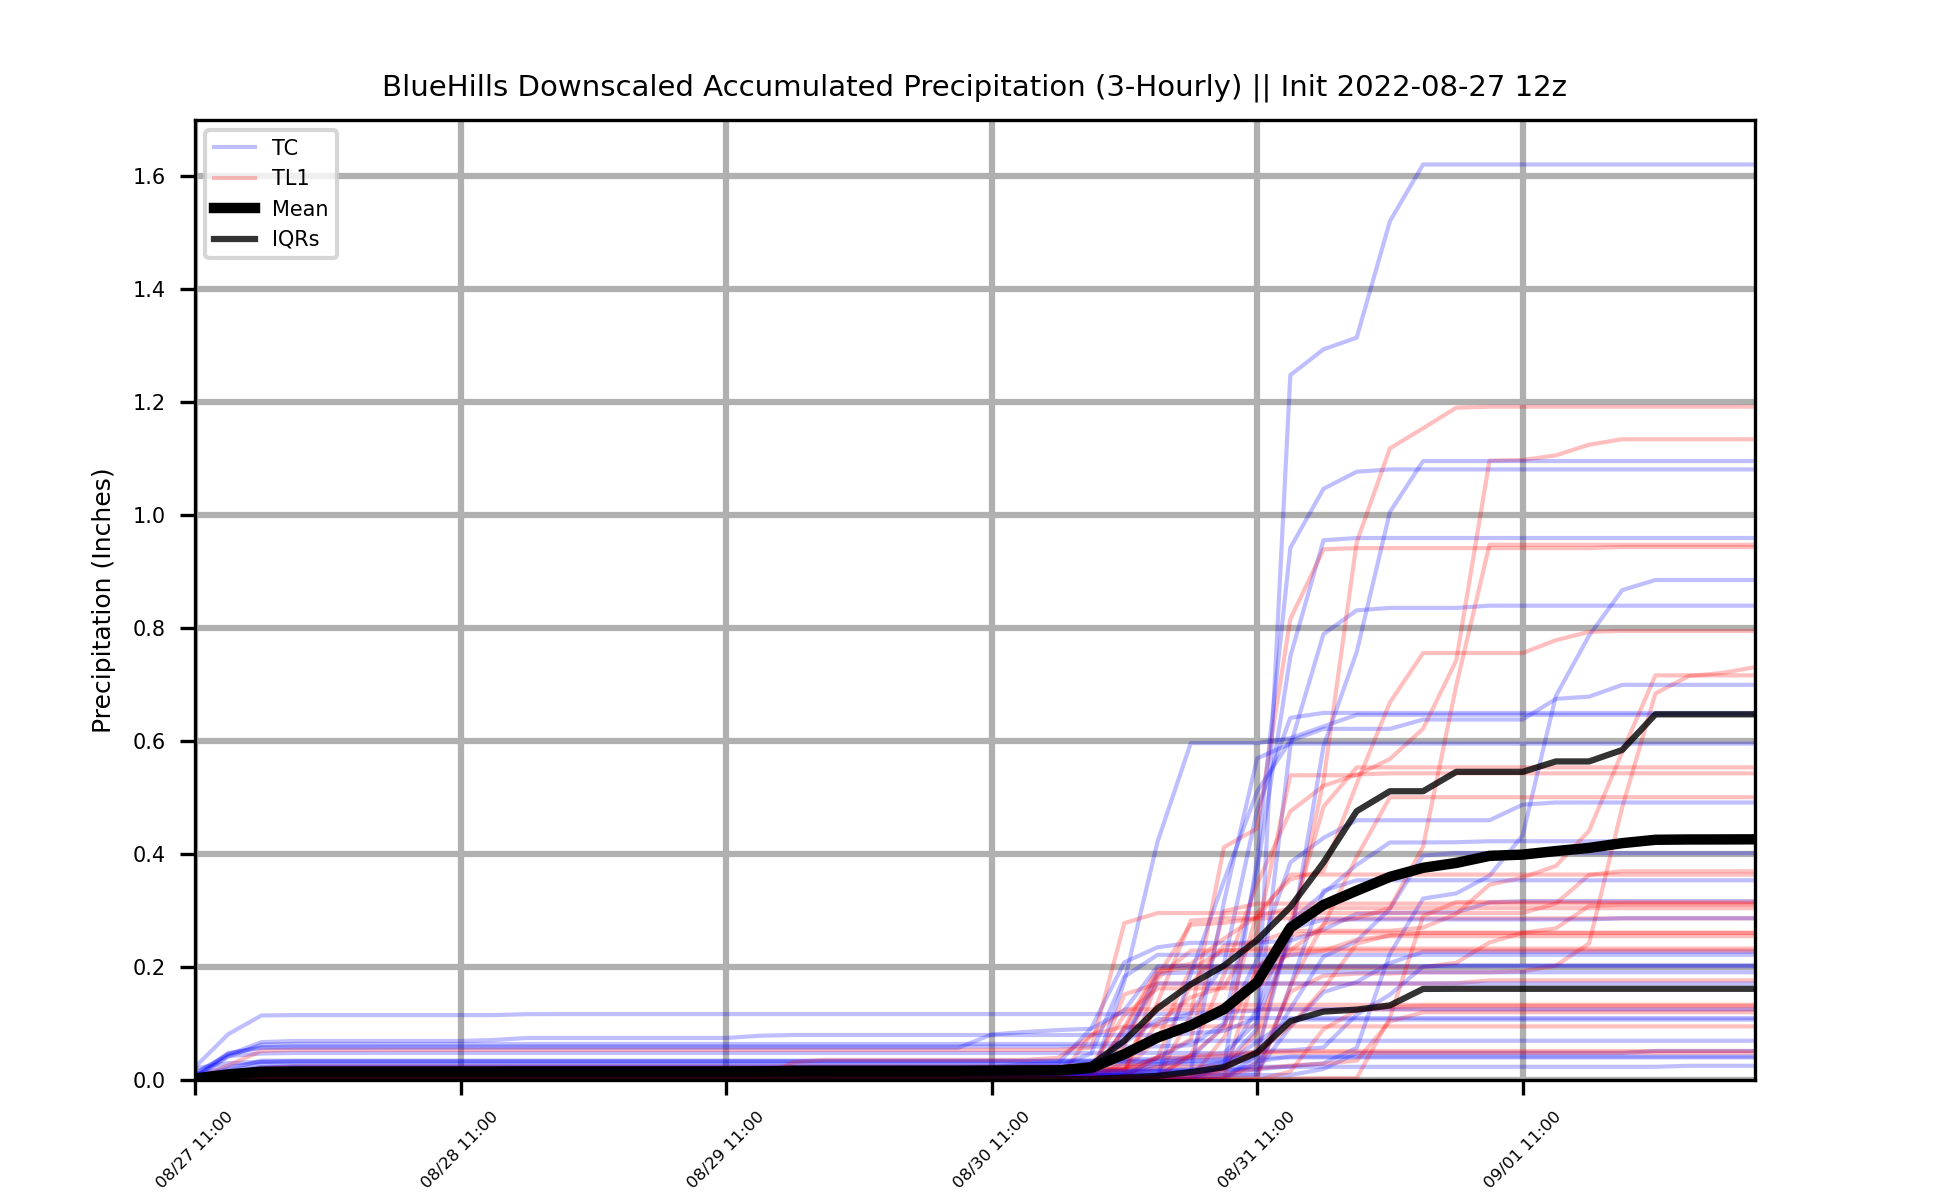 BlueHills Downscaled Accumulated Precipitation (3-Hourly) || Init 2022-08-27 12z
TC
TL1
Mean
IQRs
Precipitation (Inches)
1.6
1.4
1.2
1.0
0.8
0.6
0.4
0.2
0.0
08/27 11:00
08/28 11:00
08/29 11:00
08/30 11:00
08/31 11:00
09/01 11:00